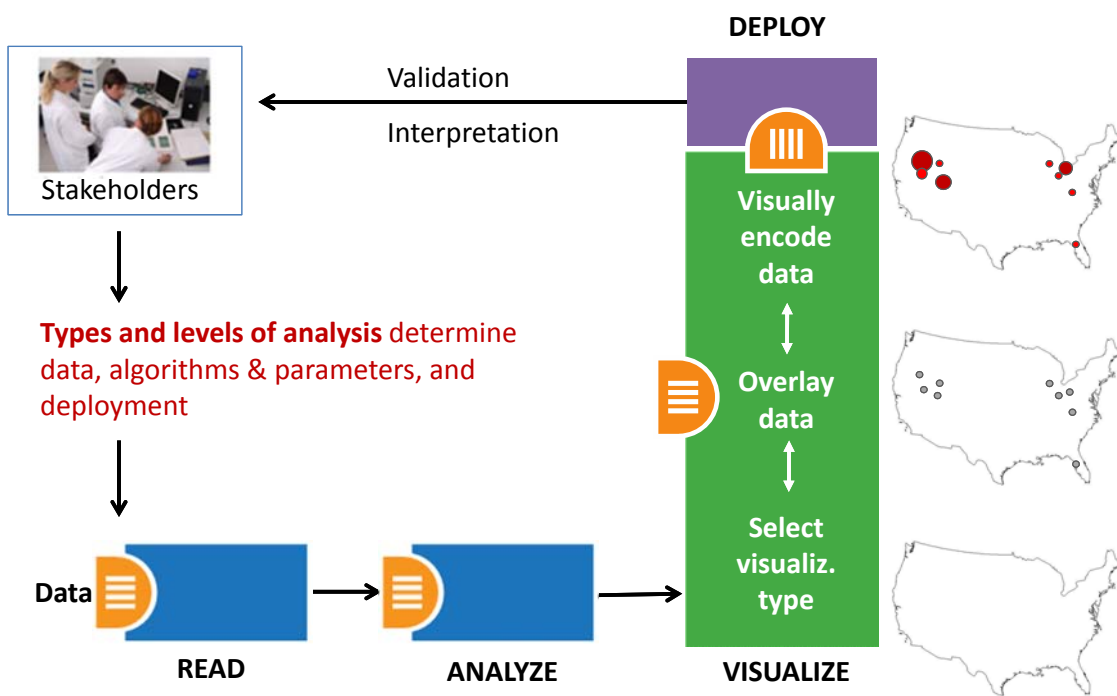 DEPLOY
Validation
Interpretation
Stakeholders
Visually
encode
data
Types and levels of analysis determine
data, algorithms & parameters, and
deployment
Overlay
data
Select
visualiz.
type
Data
READ
ANALYZE
VISUALIZE